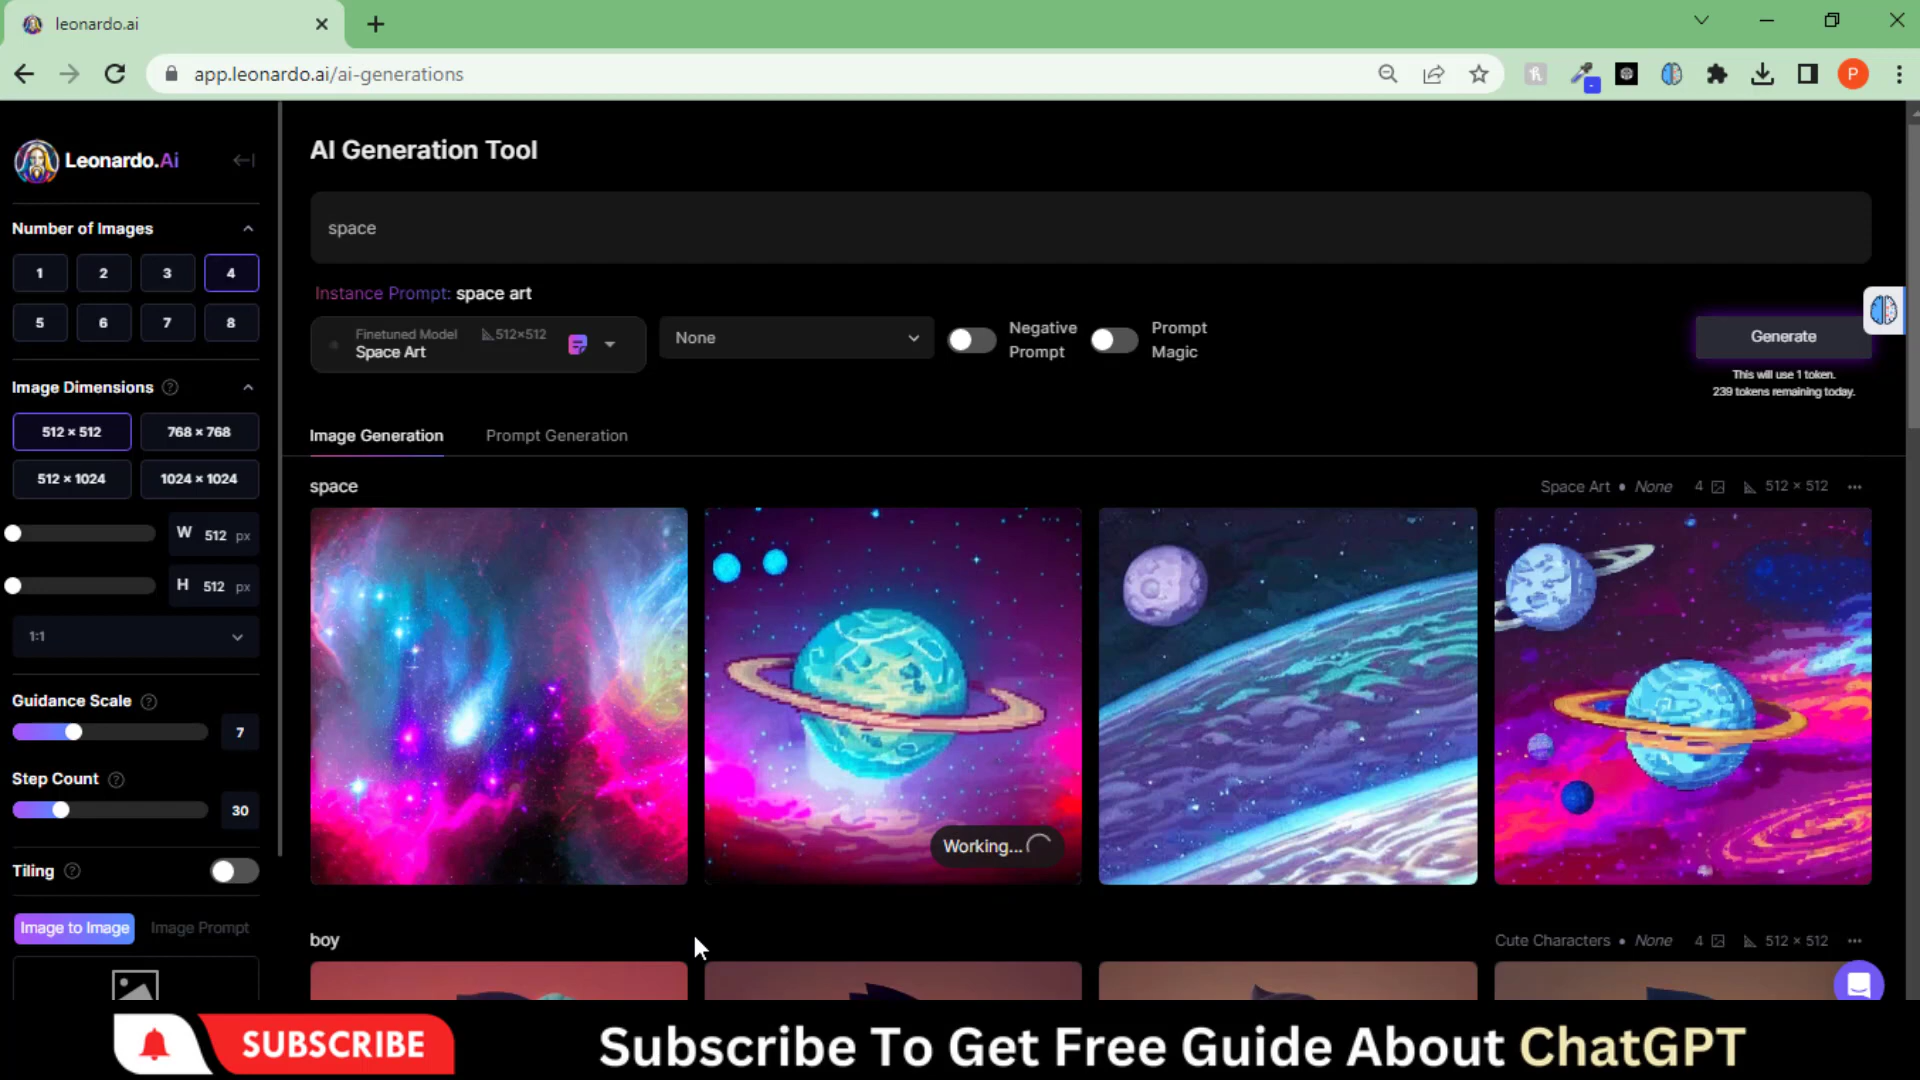 leonardo.ai
app.leonardo.ai/ai-generations
P
Leonardo.Ai
AI Generation Tool
space
Number of Images
1 2 3 4
5 6 7 8
Instance Prompt: space art
Finetuned Model 512×512
Space Art
None
Negative
Prompt
Prompt
Magic
Generate
This will use 1 token.
239 tokens remaining today.
Image Dimensions ?
512 × 512 768 × 768
512 × 1024 1024 × 1024
W 512 px
H 512 px
1:1
Guidance Scale ?
7
Step Count ?
30
Tiling ?
Image to Image Image Prompt
Image Generation Prompt Generation
space
Space Art • None 4 512 × 512 ...
Working...
boy
Cute Characters • None 4 512 × 512 ...
SUBSCRIBE
Subscribe To Get Free Guide About ChatGPT